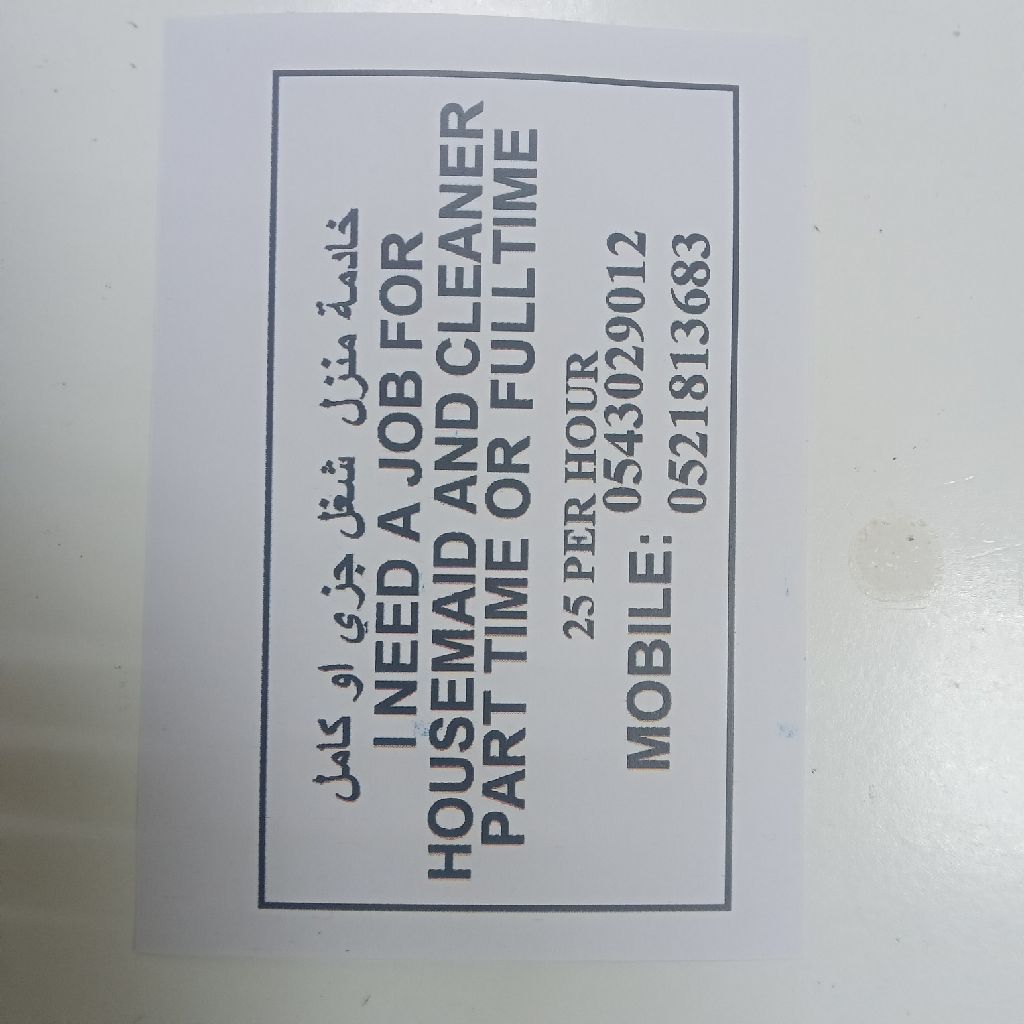 خادمة منزل شغل جزي او كامل
I NEED A JOB FOR
HOUSEMAID AND CLEANER
PART TIME OR FULLTIME
25 PER HOUR
MOBILE: 0543029012
0521813683